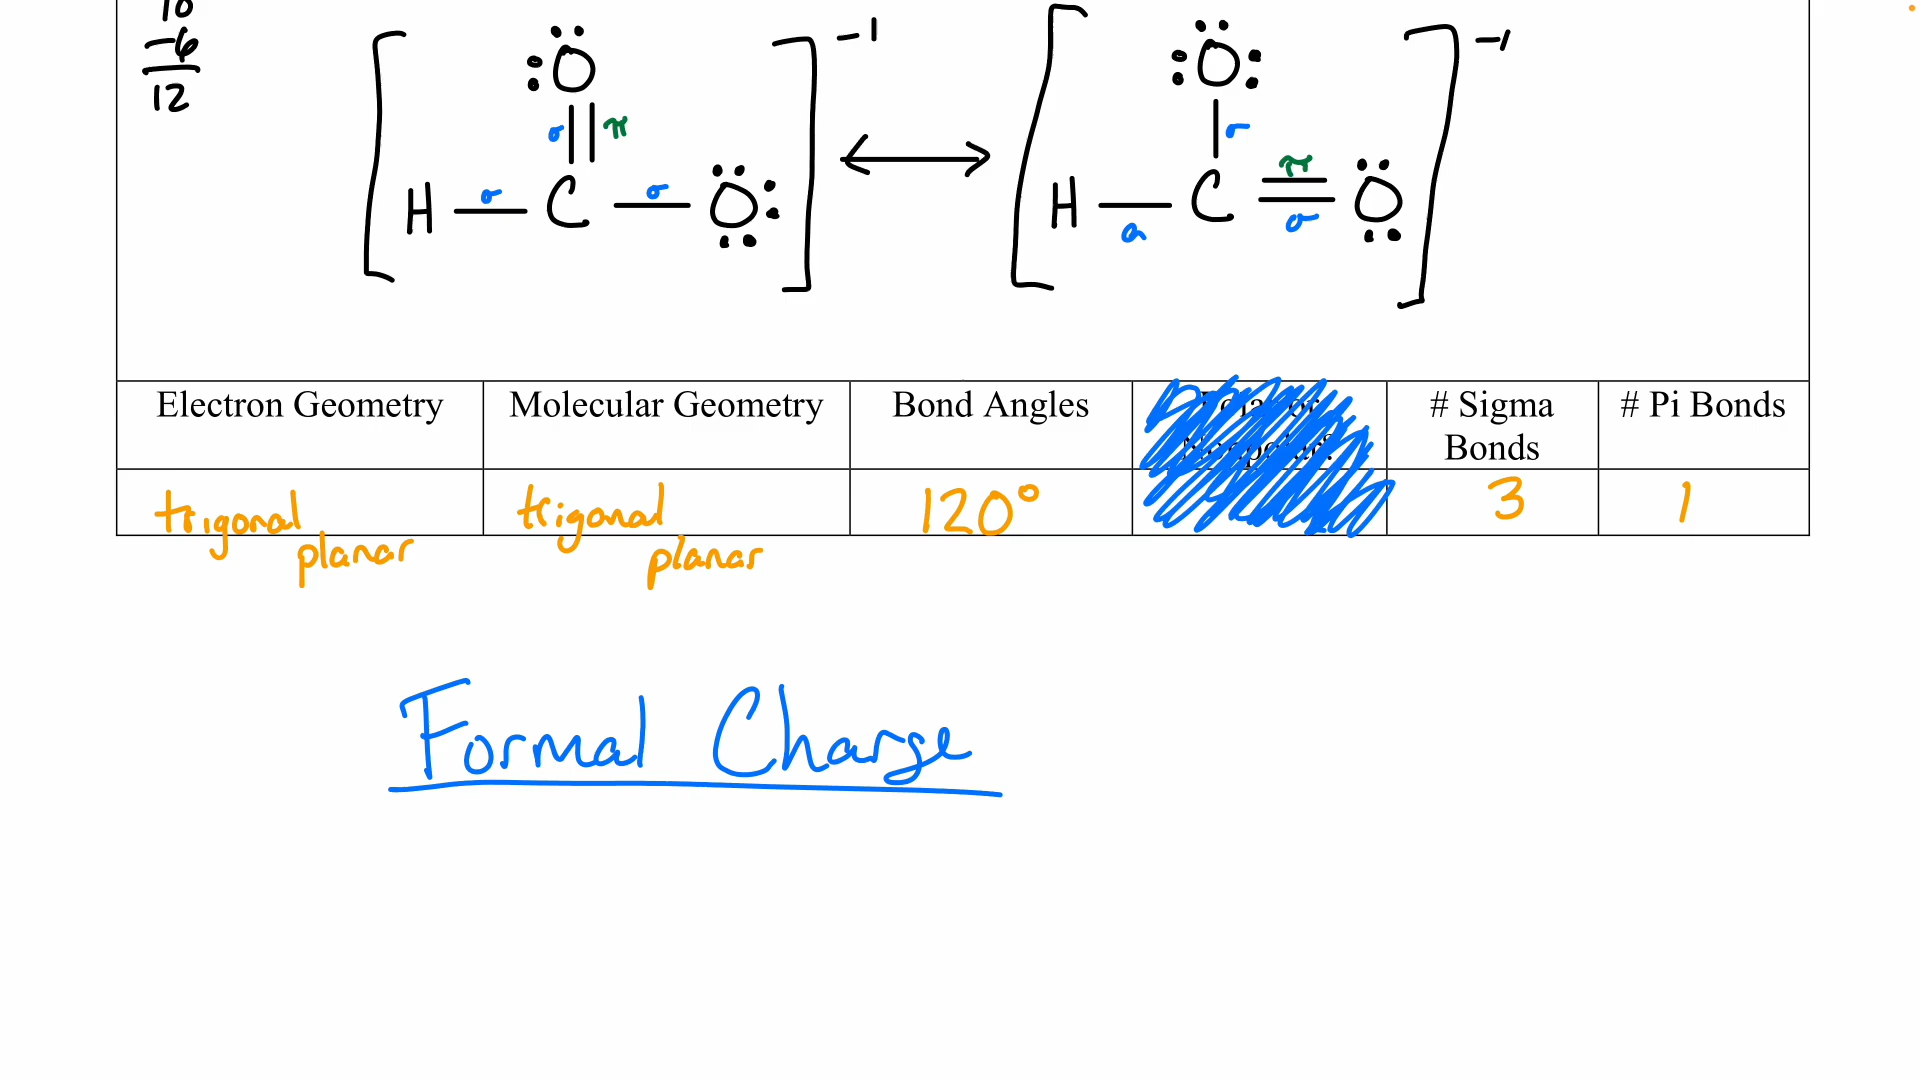 -6
12
[ :Ö: H — C — Ö: ]-1 ↔ [ :Ö: H — C = Ö ]-1
σ π σ σ
σ π σ σ
Electron Geometry Molecular Geometry Bond Angles # Sigma Bonds # Pi Bonds
trigonal planar trigonal planar 120° 3 1
Formal Charge